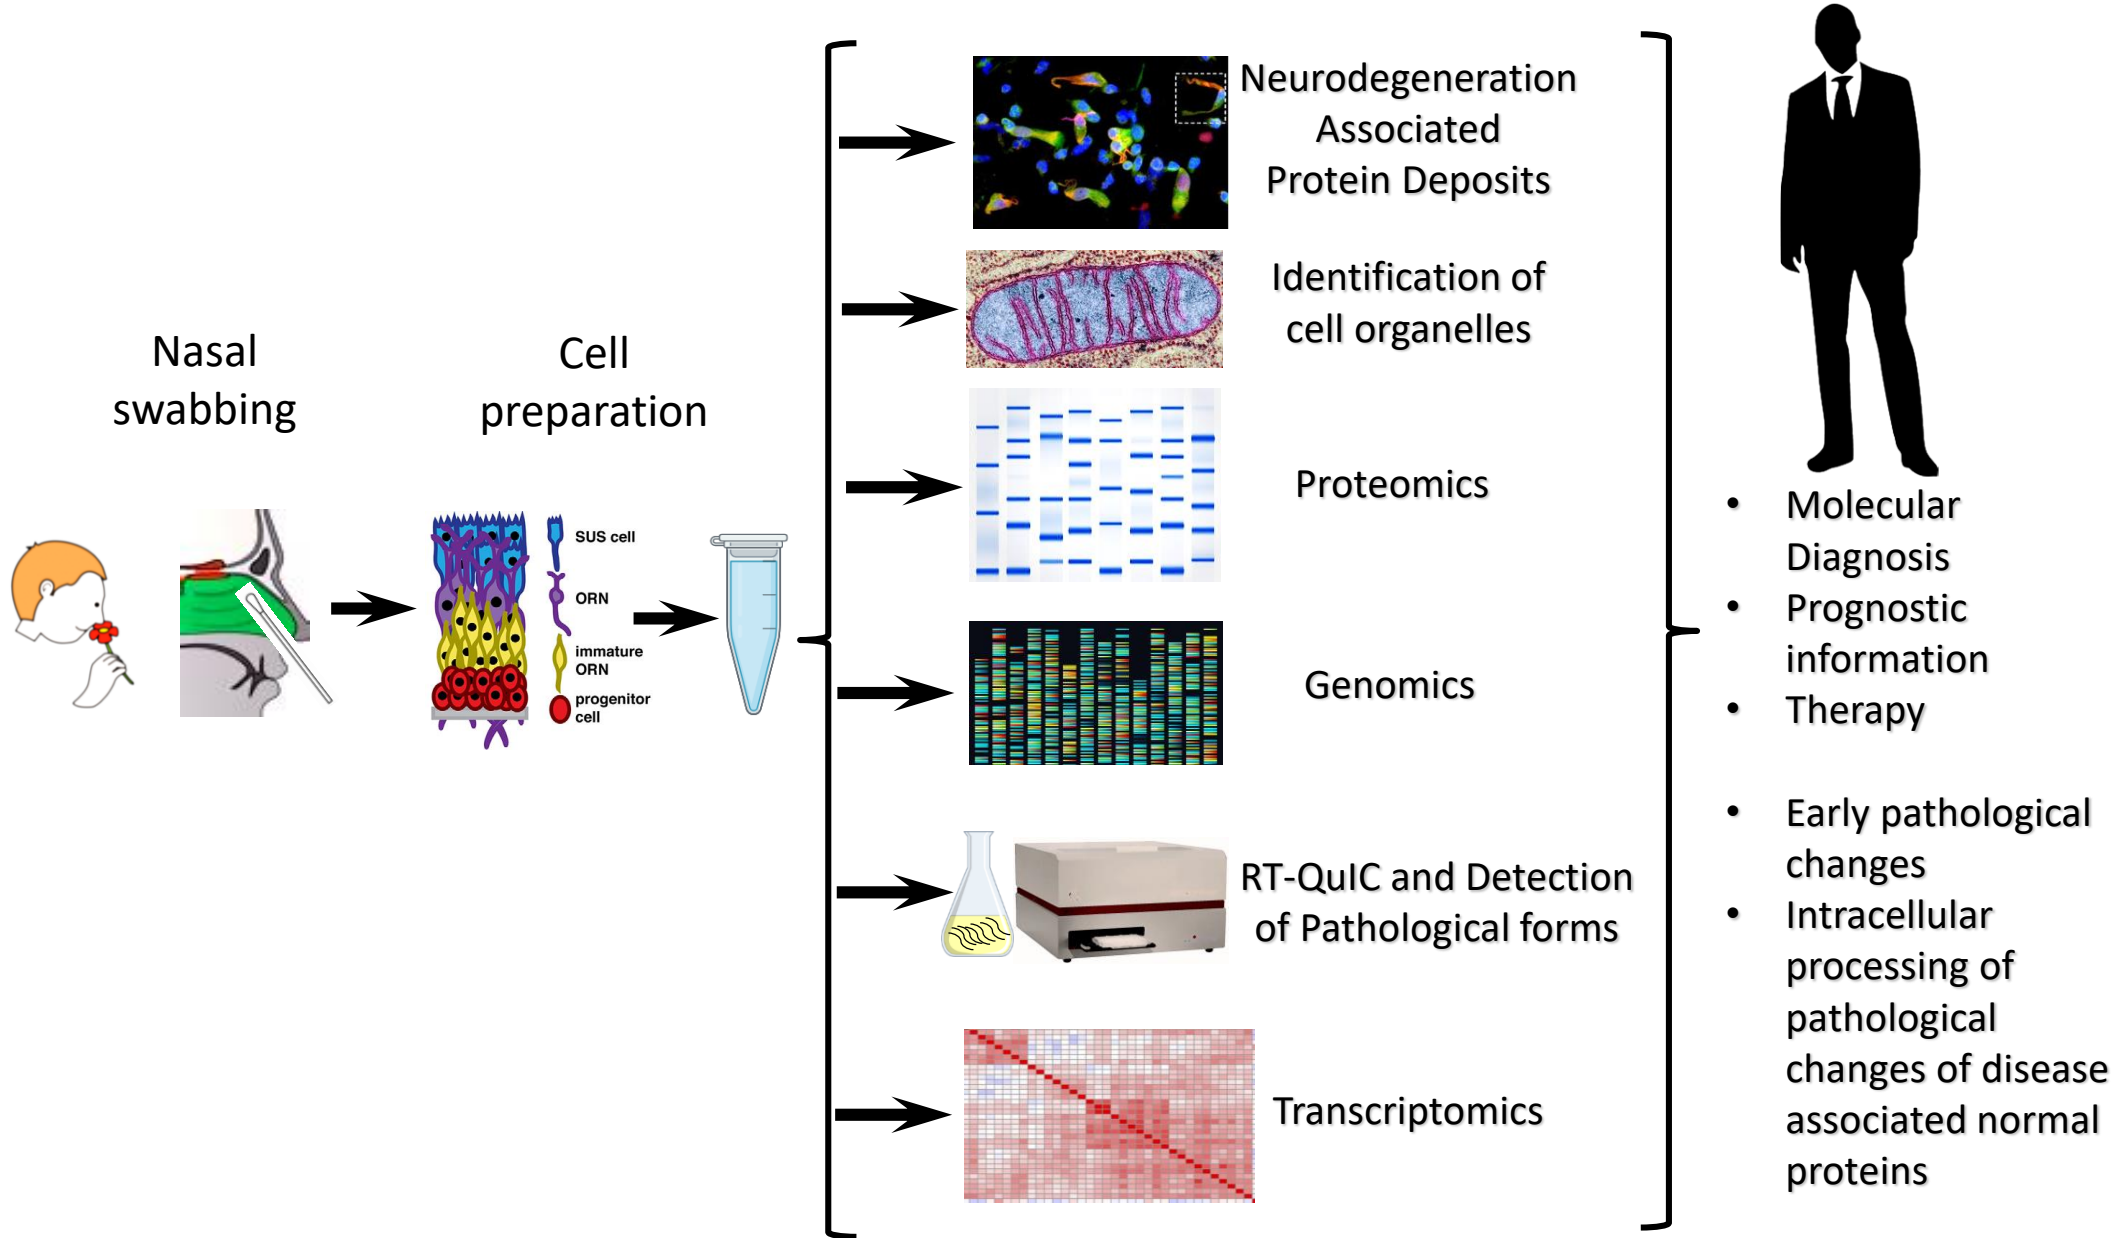 Nasal
swabbing
Cell
preparation
SUS cell
ORN
immature
ORN
progenitor
cell
Neurodegeneration
Associated
Protein Deposits
Identification of
cell organelles
Proteomics
Genomics
RT-QuIC and Detection
of Pathological forms
Transcriptomics
• Molecular
Diagnosis
• Prognostic
information
• Therapy
• Early pathological
changes
• Intracellular
processing of
pathological
changes of disease
associated normal
proteins